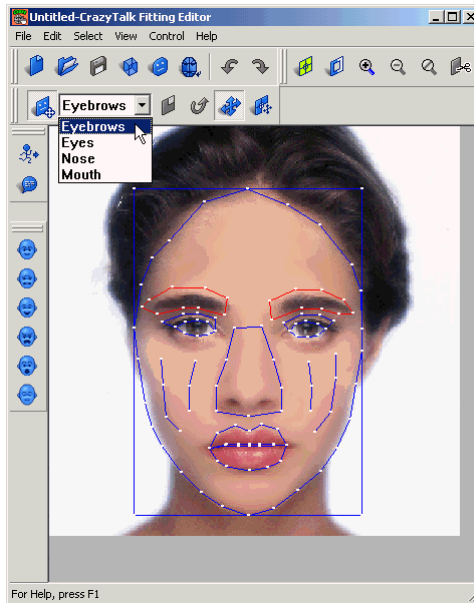 Untitled-CrazyTalk Fitting Editor
File Edit Select View Control Help
Eyebrows
Eyebrows
Eyes
Nose
Mouth
For Help, press F1